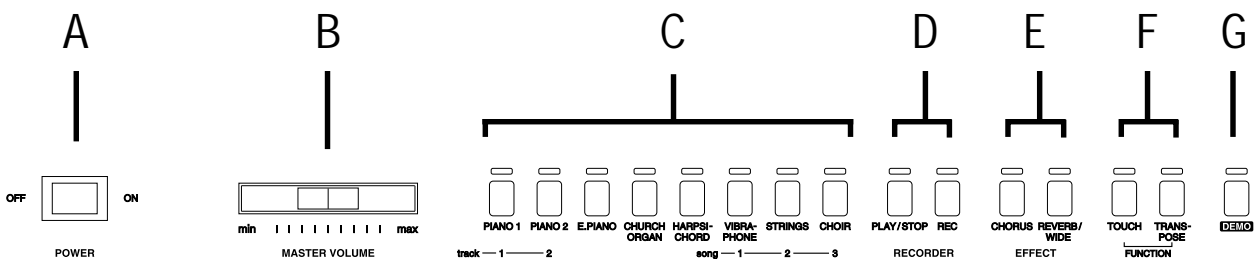 A B C D E F G
OFF ON
min max
PIANO 1 PIANO 2 E.PIANO CHURCH ORGAN HARPSI-CHORD VIBRA-PHONE STRINGS CHOIR PLAY/STOP REC CHORUS REVERB/WIDE TOUCH TRANS-POSE DEMO
POWER MASTER VOLUME track 1 2 song 1 2 3 RECORDER EFFECT FUNCTION